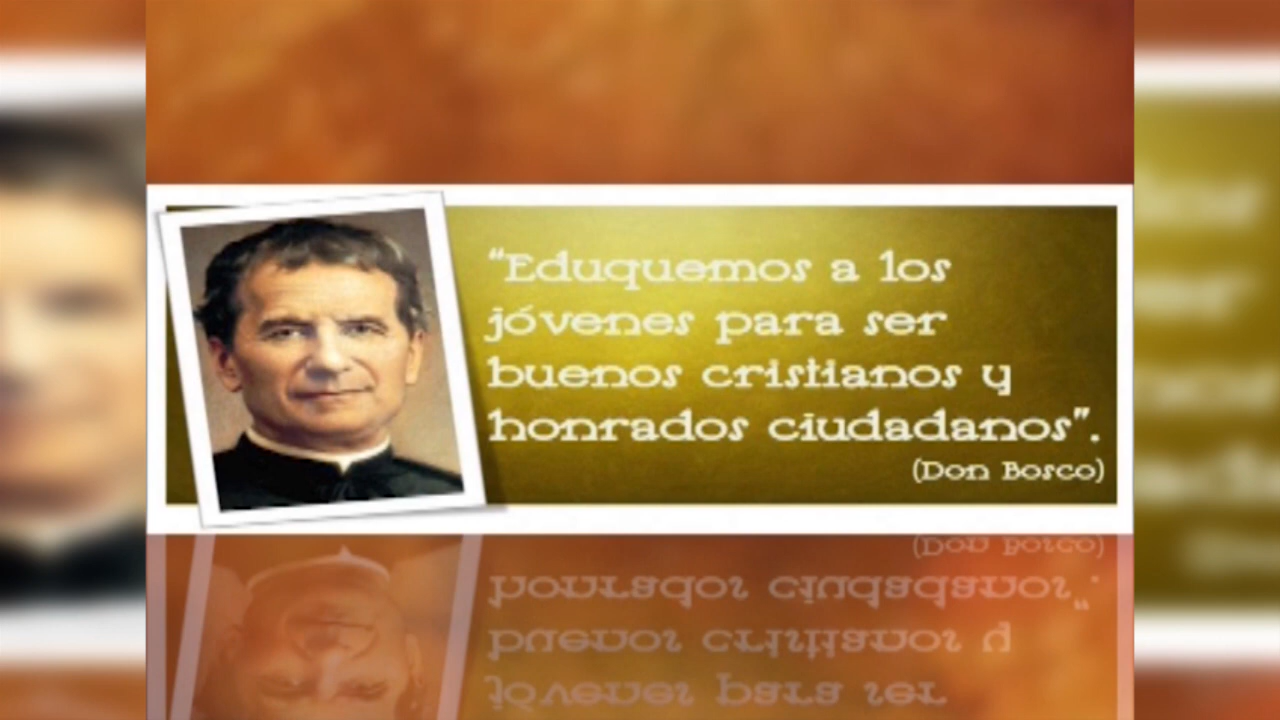 “Eduquemos a los
jóvenes para ser
buenos cristianos y
honrados ciudadanos”.
(Don Bosco)